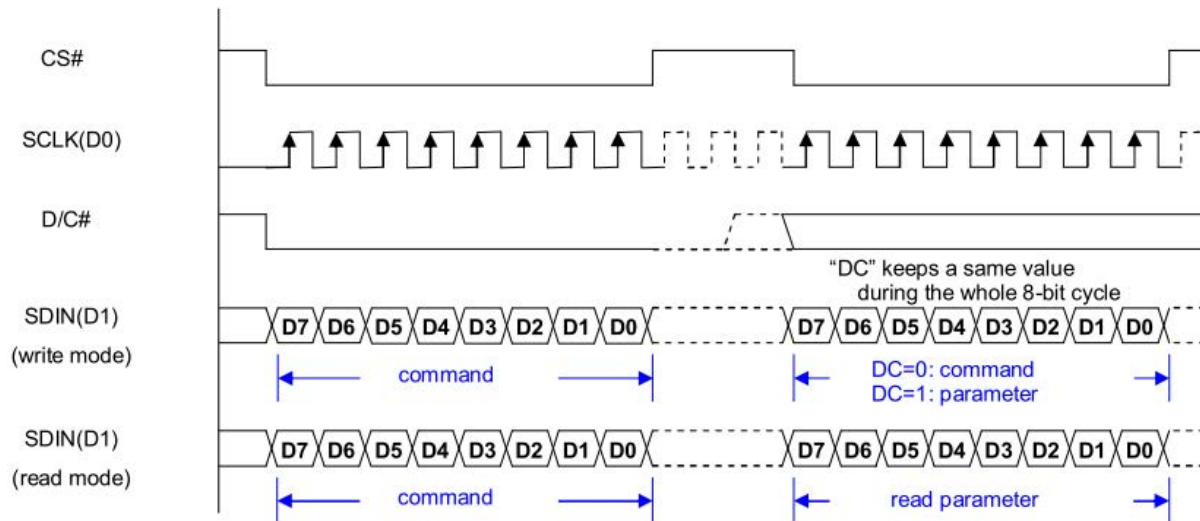 CS#
SCLK(D0)
D/C#
“DC” keeps a same value
during the whole 8-bit cycle
SDIN(D1)
(write mode)
D7 D6 D5 D4 D3 D2 D1 D0 D7 D6 D5 D4 D3 D2 D1 D0
command
DC=0: command
DC=1: parameter
SDIN(D1)
(read mode)
D7 D6 D5 D4 D3 D2 D1 D0 D7 D6 D5 D4 D3 D2 D1 D0
command read parameter